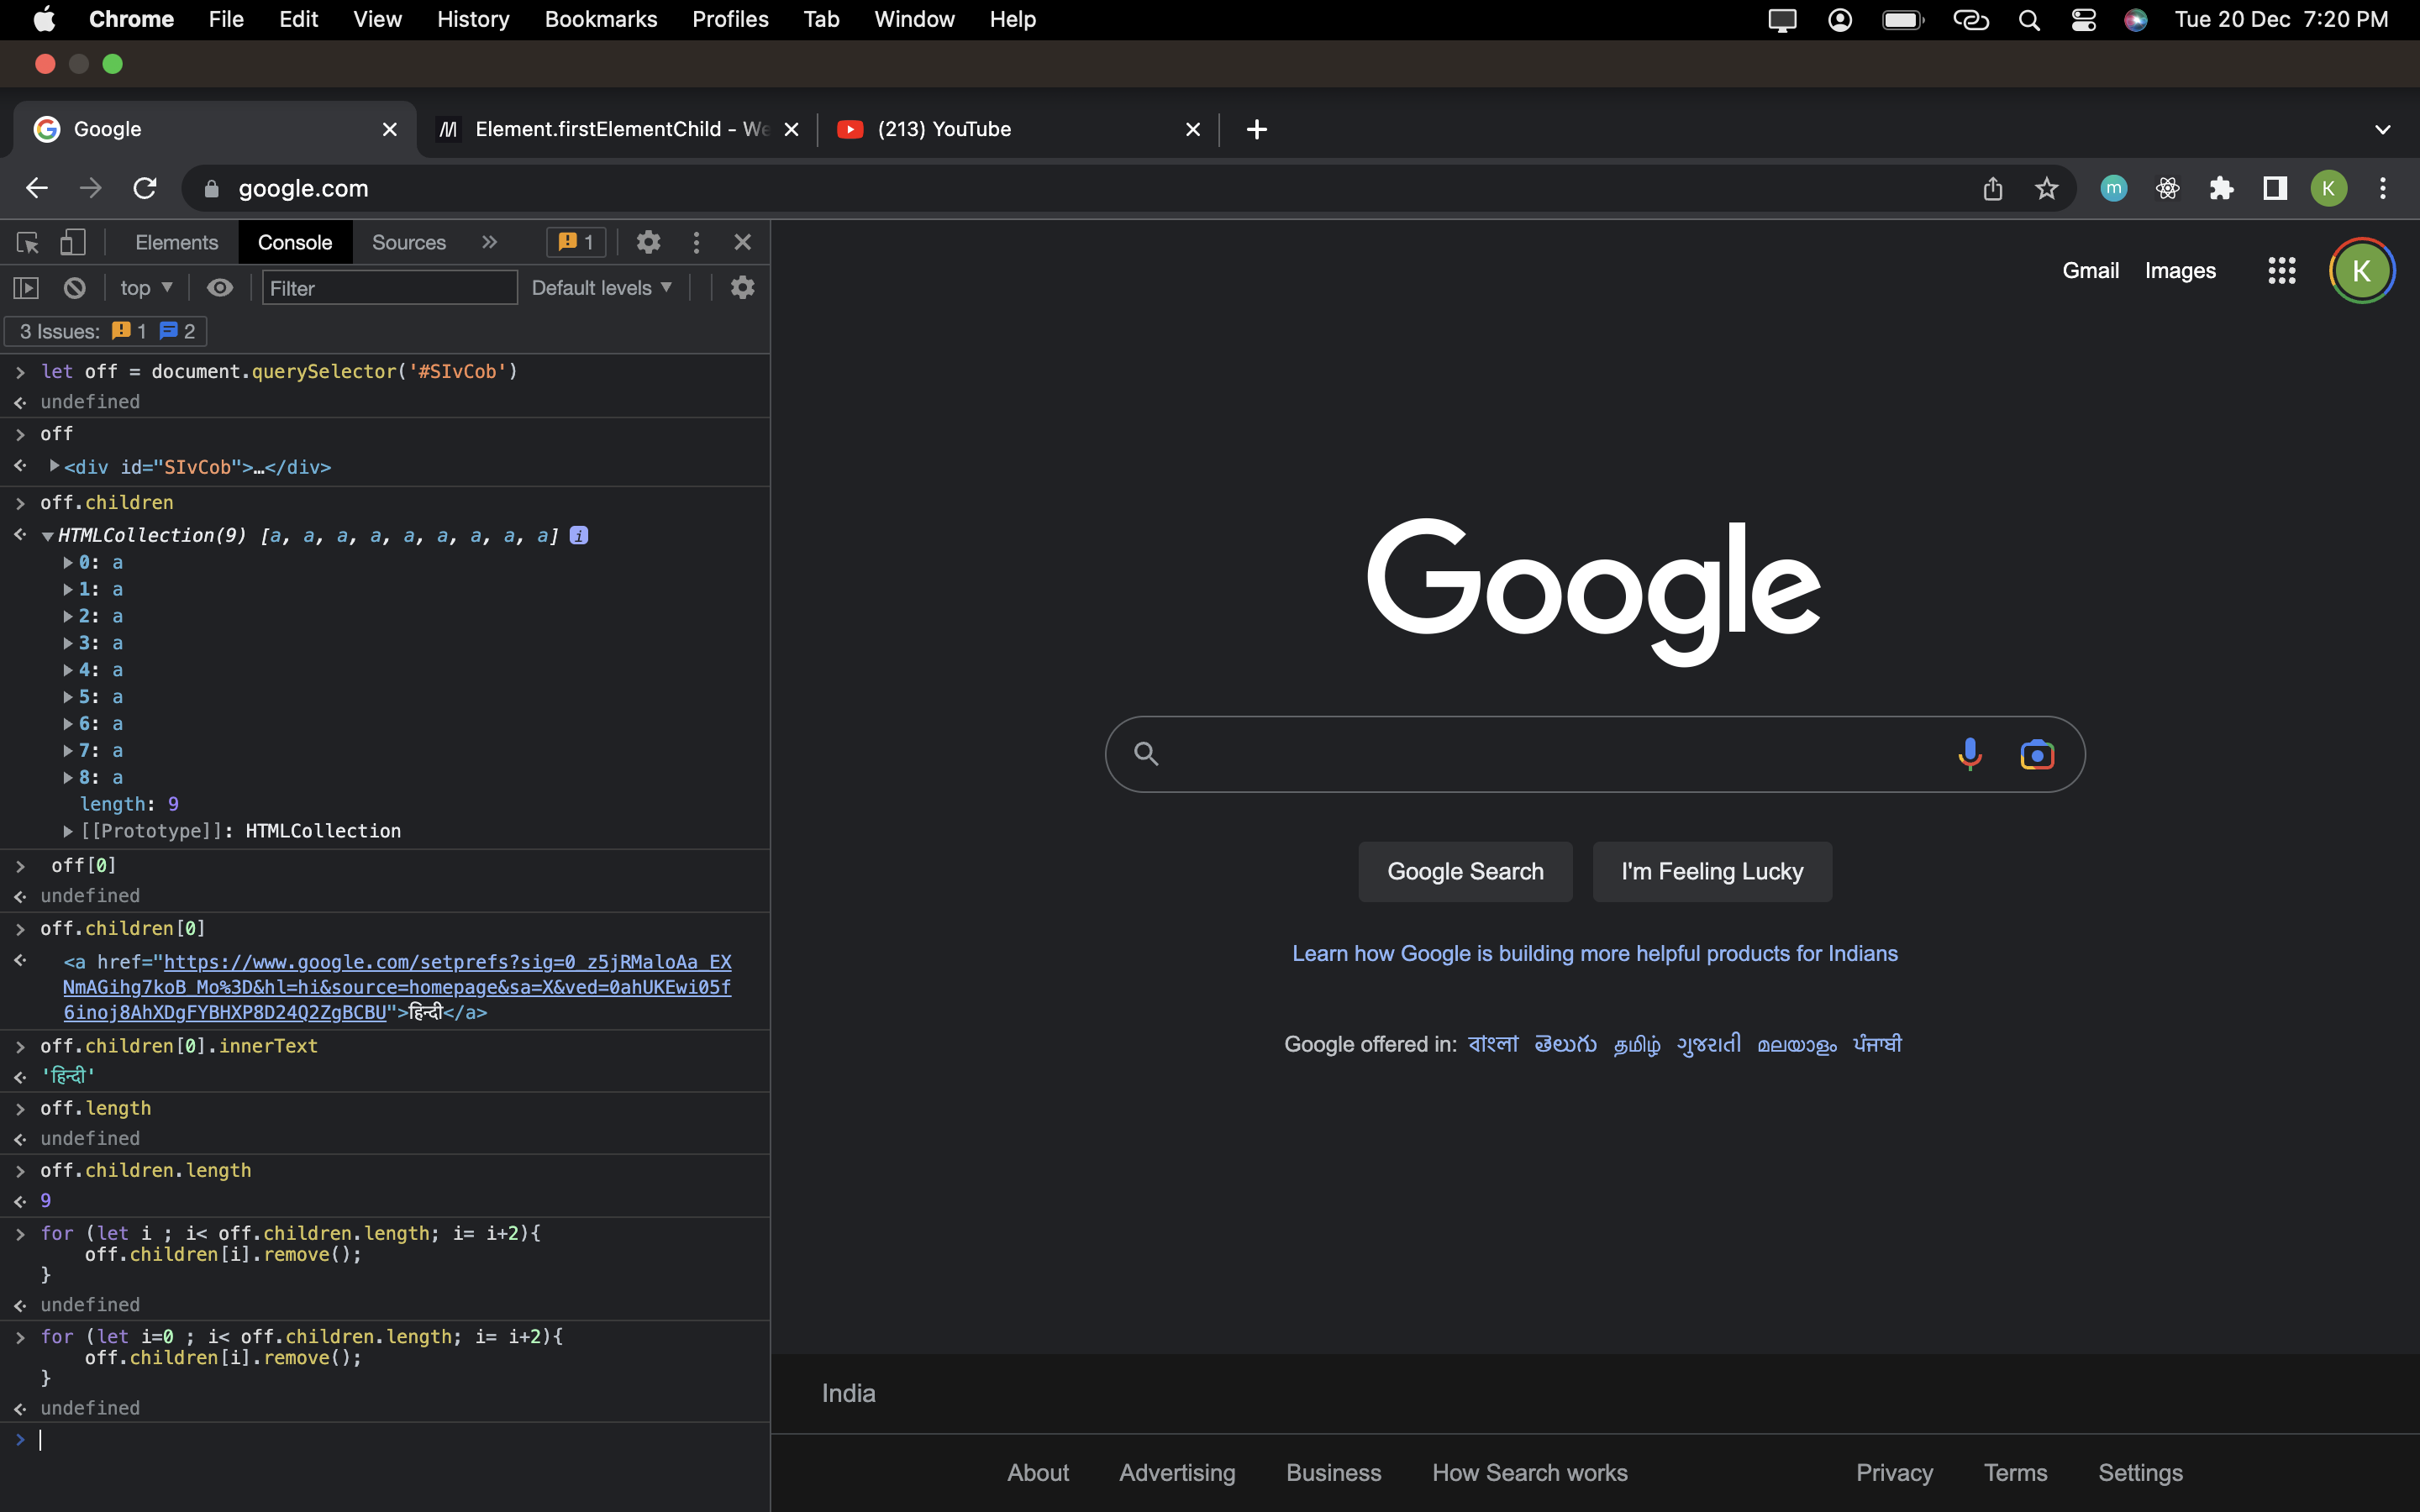 Chrome File Edit View History Bookmarks Profiles Tab Window Help Tue 20 Dec 7:20 PM
Google Element.firstElementChild - We (213) YouTube
google.com m K
Elements Console Sources 1
top Filter Default levels
3 Issues: 1 2
let off = document.querySelector('#SIvCob')
undefined
off
<div id="SIvCob">…</div>
off.children
HTMLCollection(9) [a, a, a, a, a, a, a, a, a] i
0: a
1: a
2: a
3: a
4: a
5: a
6: a
7: a
8: a
length: 9
[[Prototype]]: HTMLCollection
off[0]
undefined
off.children[0]
<a href="https://www.google.com/setprefs?sig=0_z5jRMaloAa_EX
NmAGihg7koB_Mo%3D&hl=hi&source=homepage&sa=X&ved=0ahUKEwi05f
6inoj8AhXDgFYBHXP8D24Q2ZgBCBU">हिन्दी</a>
off.children[0].innerText
'हिन्दी'
off.length
undefined
off.children.length
9
for (let i ; i< off.children.length; i= i+2){
off.children[i].remove();
}
undefined
for (let i=0 ; i< off.children.length; i= i+2){
off.children[i].remove();
}
undefined
Gmail Images K
Google
Google Search I'm Feeling Lucky
Learn how Google is building more helpful products for Indians
Google offered in: বাংলা తెలుగు தமிழ் ગુજરાતી മലയാളം ਪੰਜਾਬੀ
India
About Advertising Business How Search works Privacy Terms Settings